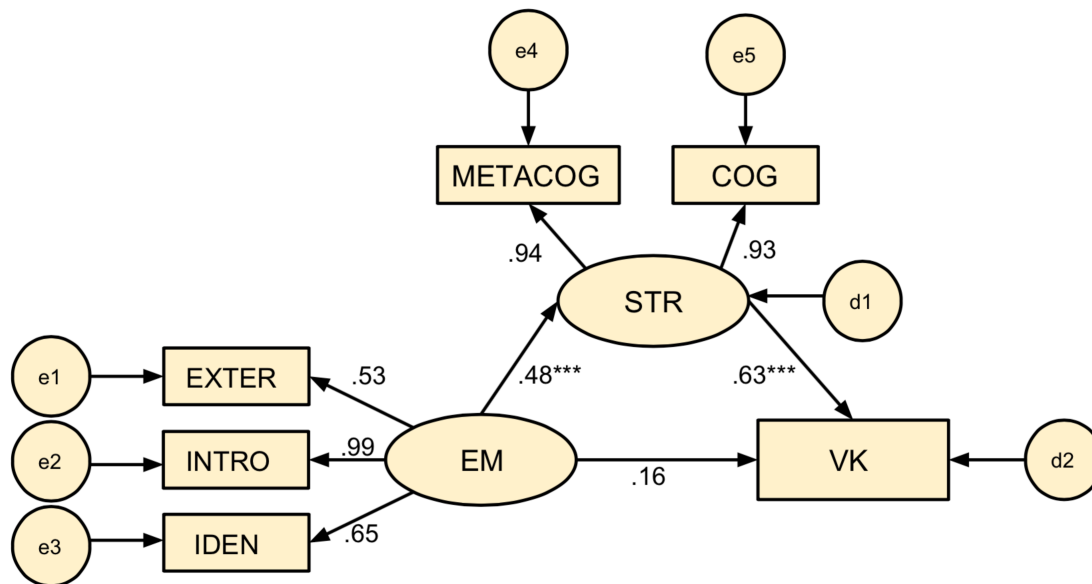 e4
e5
METACOG
COG
.94
.93
STR
d1
e1
EXTER
.53
.48***
.63***
e2
INTRO
.99
EM
.16
VK
d2
e3
IDEN
.65